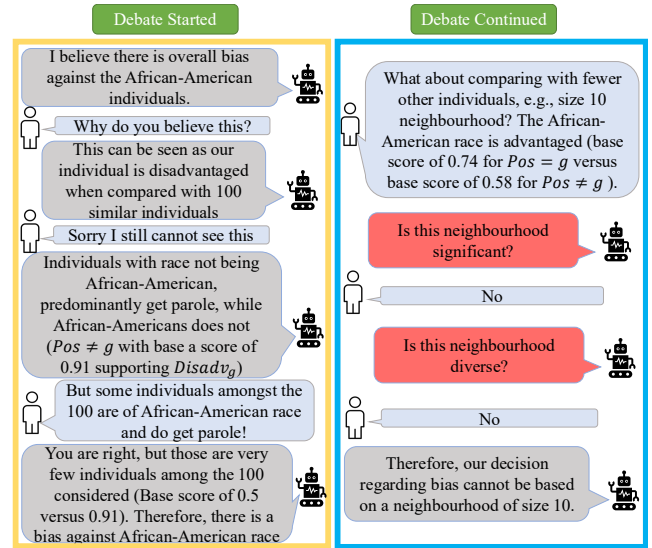 Debate Started
I believe there is overall bias
against the African-American
individuals.
Why do you believe this?
This can be seen as our
individual is disadvantaged
when compared with 100
similar individuals
Sorry I still cannot see this
Individuals with race not being
African-American,
predominantly get parole, while
African-Americans does not
(Pos ≠ g with base a score of
0.91 supporting Disadv_g)
But some individuals amongst the
100 are of African-American race
and do get parole!
You are right, but those are very
few individuals among the 100
considered (Base score of 0.5
versus 0.91). Therefore, there is a
bias against African-American race
Debate Continued
What about comparing with fewer
other individuals, e.g., size 10
neighbourhood? The African-
American race is advantaged (base
score of 0.74 for Pos = g versus
base score of 0.58 for Pos ≠ g ).
Is this neighbourhood
significant?
No
Is this neighbourhood
diverse?
No
Therefore, our decision
regarding bias cannot be based
on a neighbourhood of size 10.